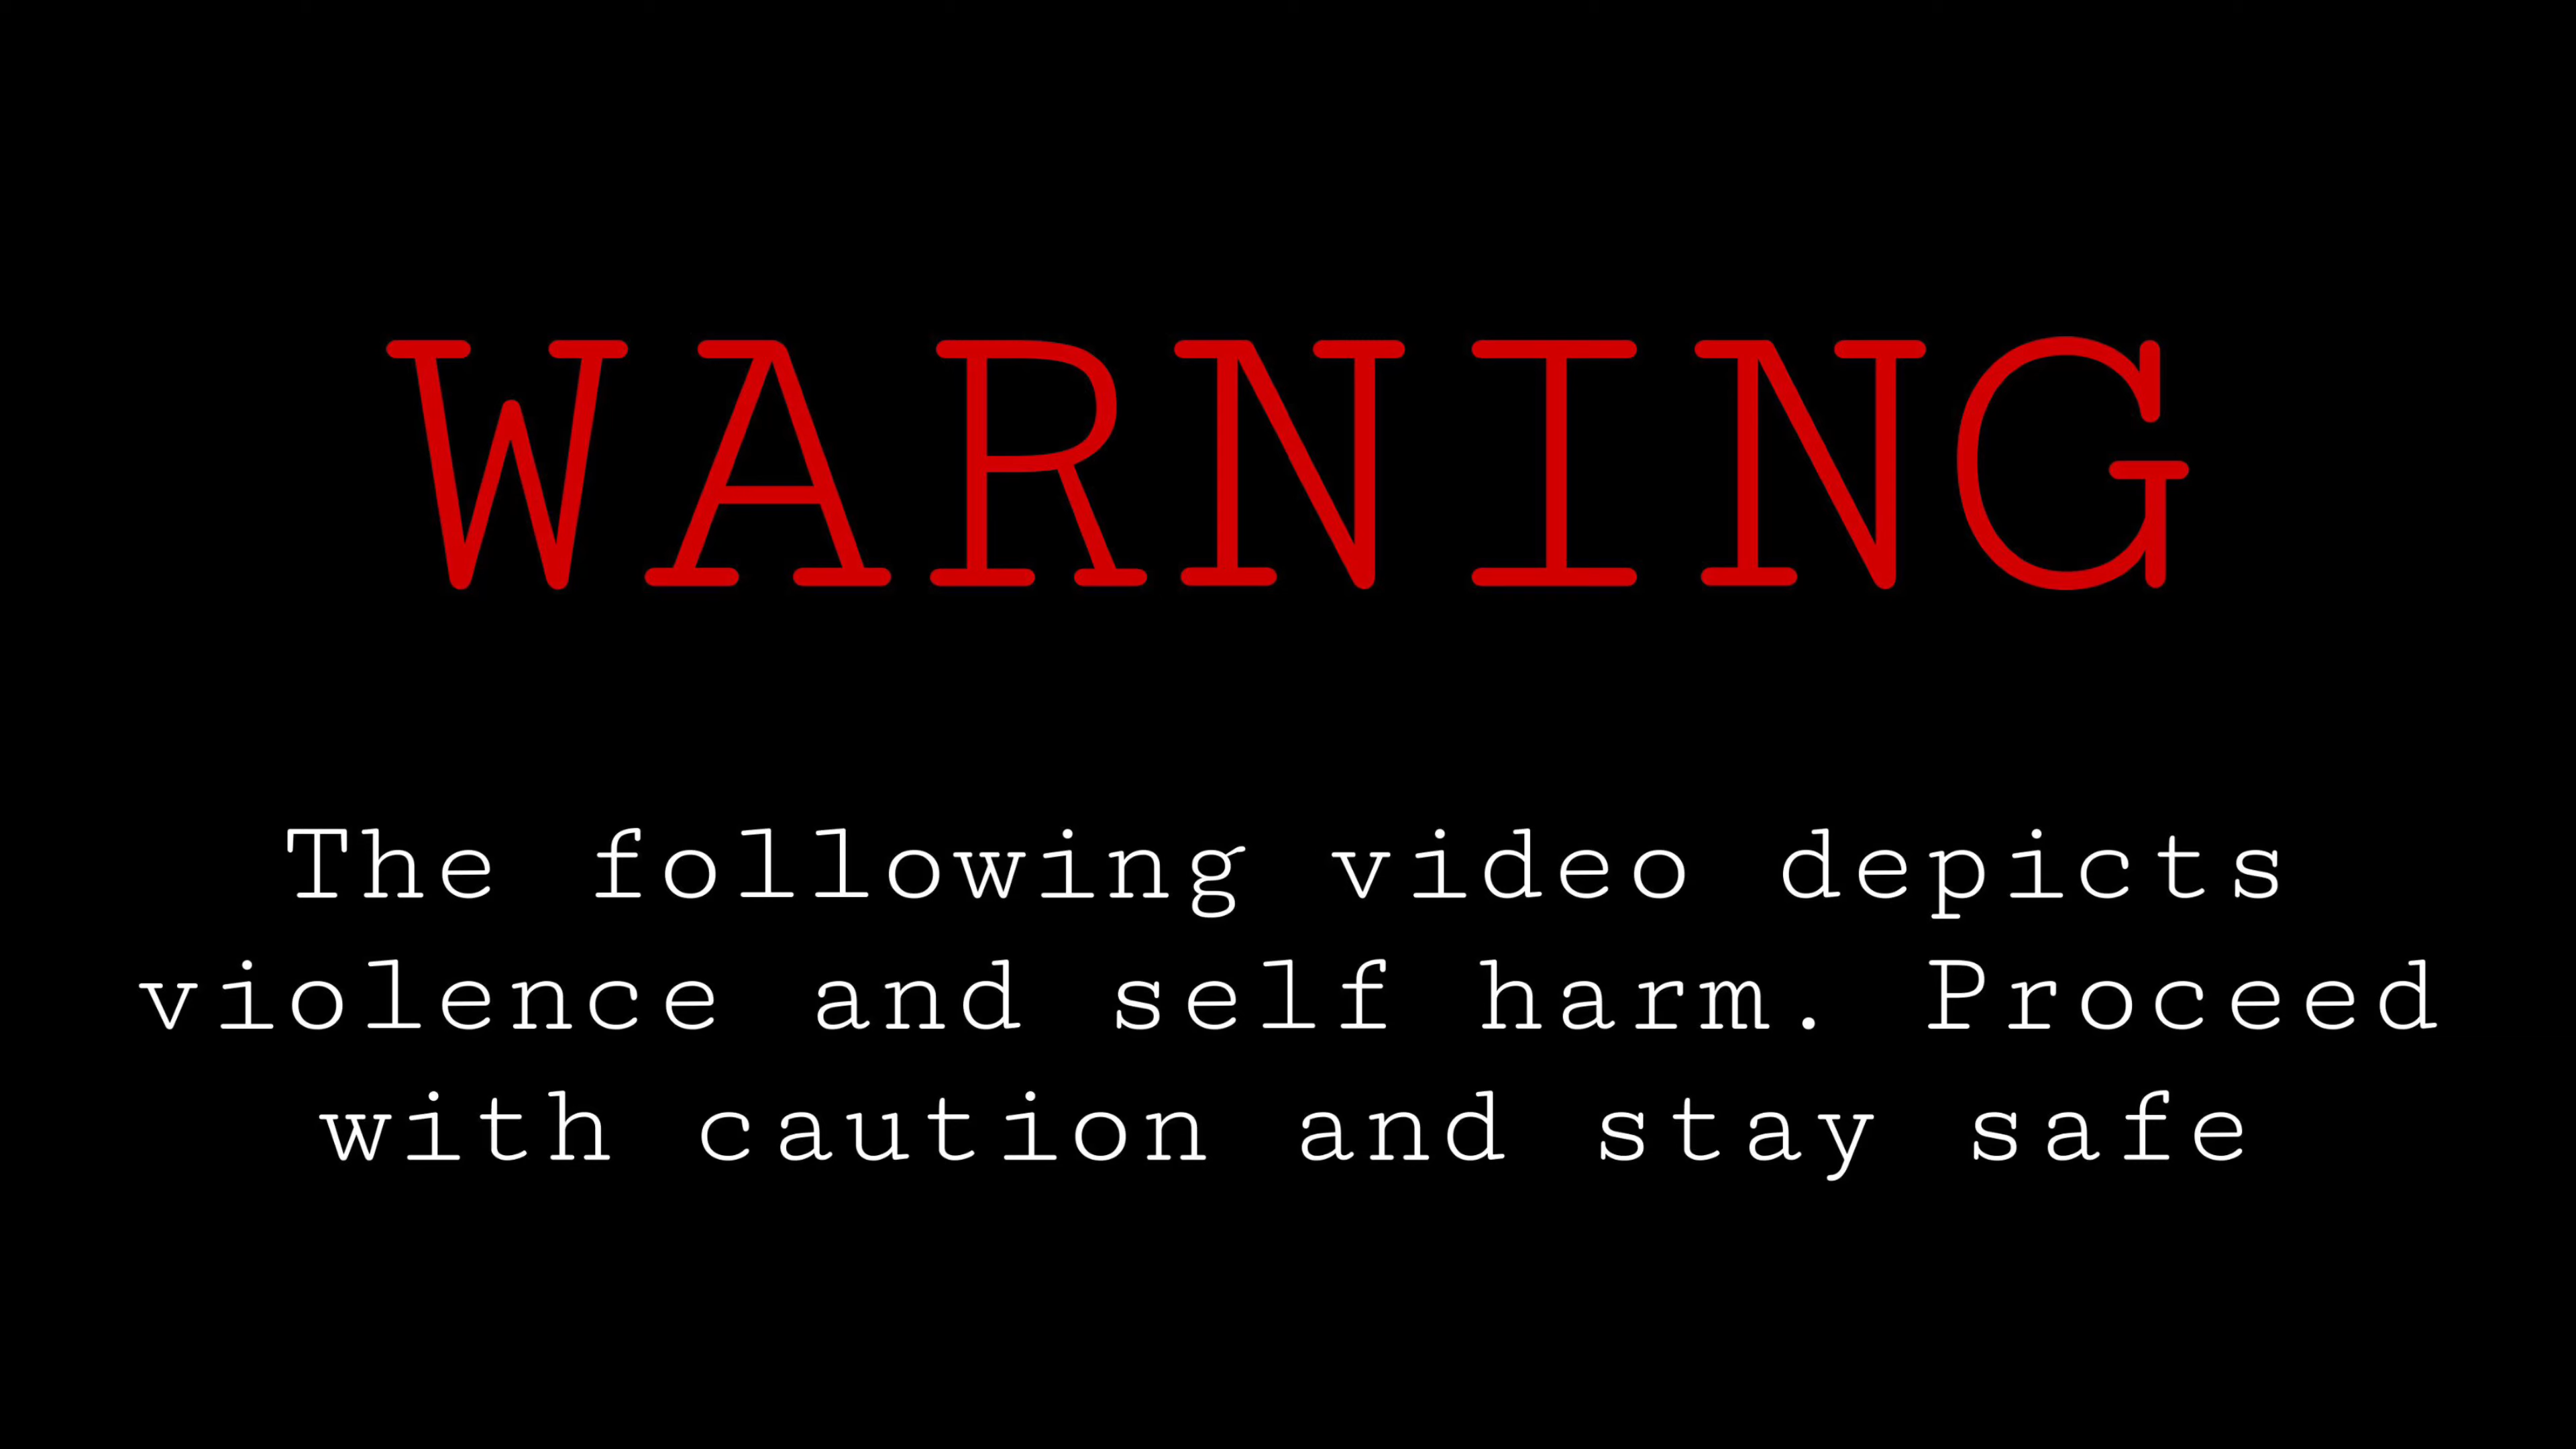 WARNING
The following video depicts
violence and self harm. Proceed
with caution and stay safe